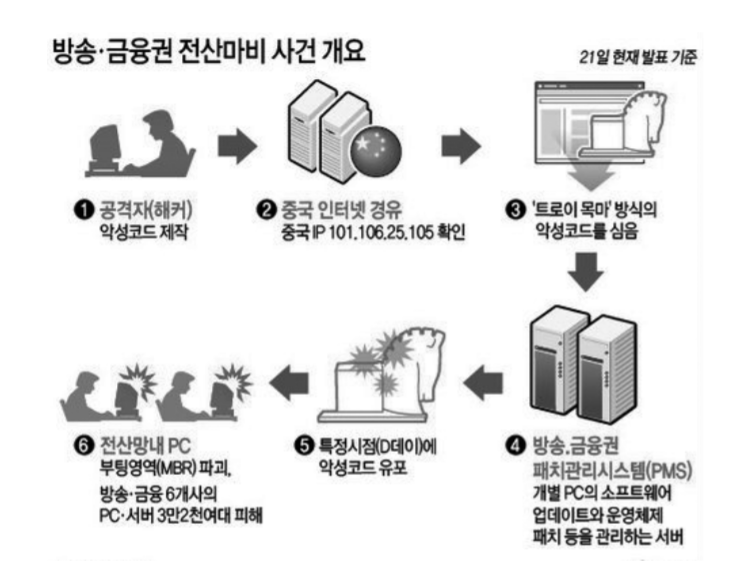 방송·금융권 전산마비 사건 개요
21일 현재 발표 기준
❶ 공격자(해커)
악성코드 제작
❷ 중국 인터넷 경유
중국 IP 101.106.25.105 확인
❸ '트로이 목마' 방식의
악성코드를 심음
❹ 방송.금융권
패치관리시스템(PMS)
개별 PC의 소프트웨어
업데이트와 운영체제
패치 등을 관리하는 서버
❺ 특정시점(D데이)에
악성코드 유포
❻ 전산망내 PC
부팅영역(MBR) 파괴,
방송·금융 6개사의
PC·서버 3만2천여대 피해